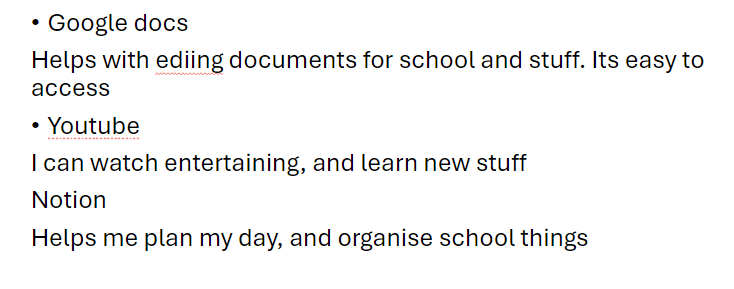 • Google docs
Helps with ediing documents for school and stuff. Its easy to
access
• Youtube
I can watch entertaining, and learn new stuff
Notion
Helps me plan my day, and organise school things